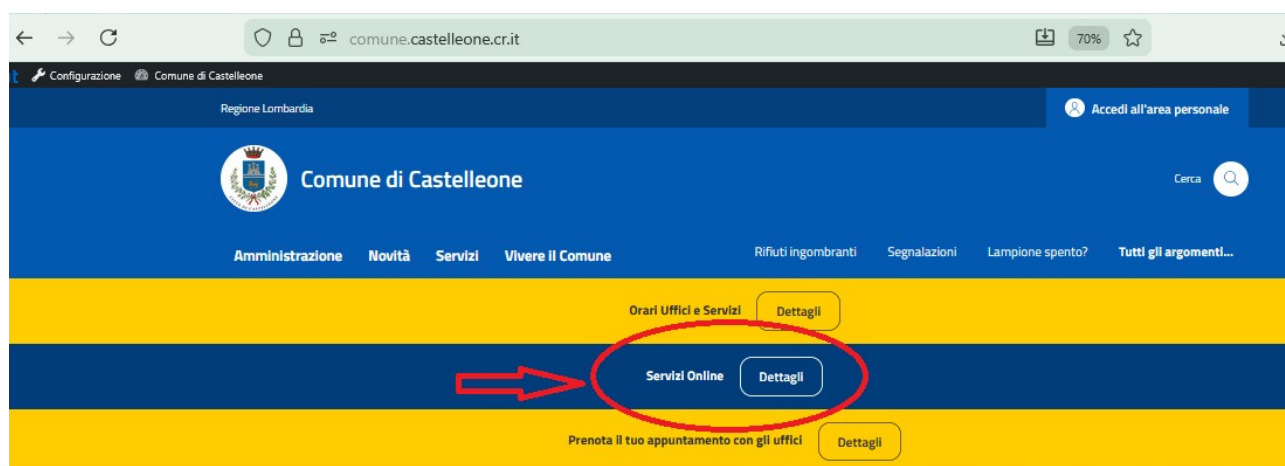 comune.castelleone.cr.it 70%
Configurazione Comune di Castelleone
Regione Lombardia Accedi all'area personale
Comune di Castelleone Cerca
Amministrazione Novità Servizi Vivere il Comune Rifiuti ingombranti Segnalazioni Lampione spento? Tutti gli argomenti...
Orari Uffici e Servizi Dettagli
Servizi Online Dettagli
Prenota il tuo appuntamento con gli uffici Dettagli